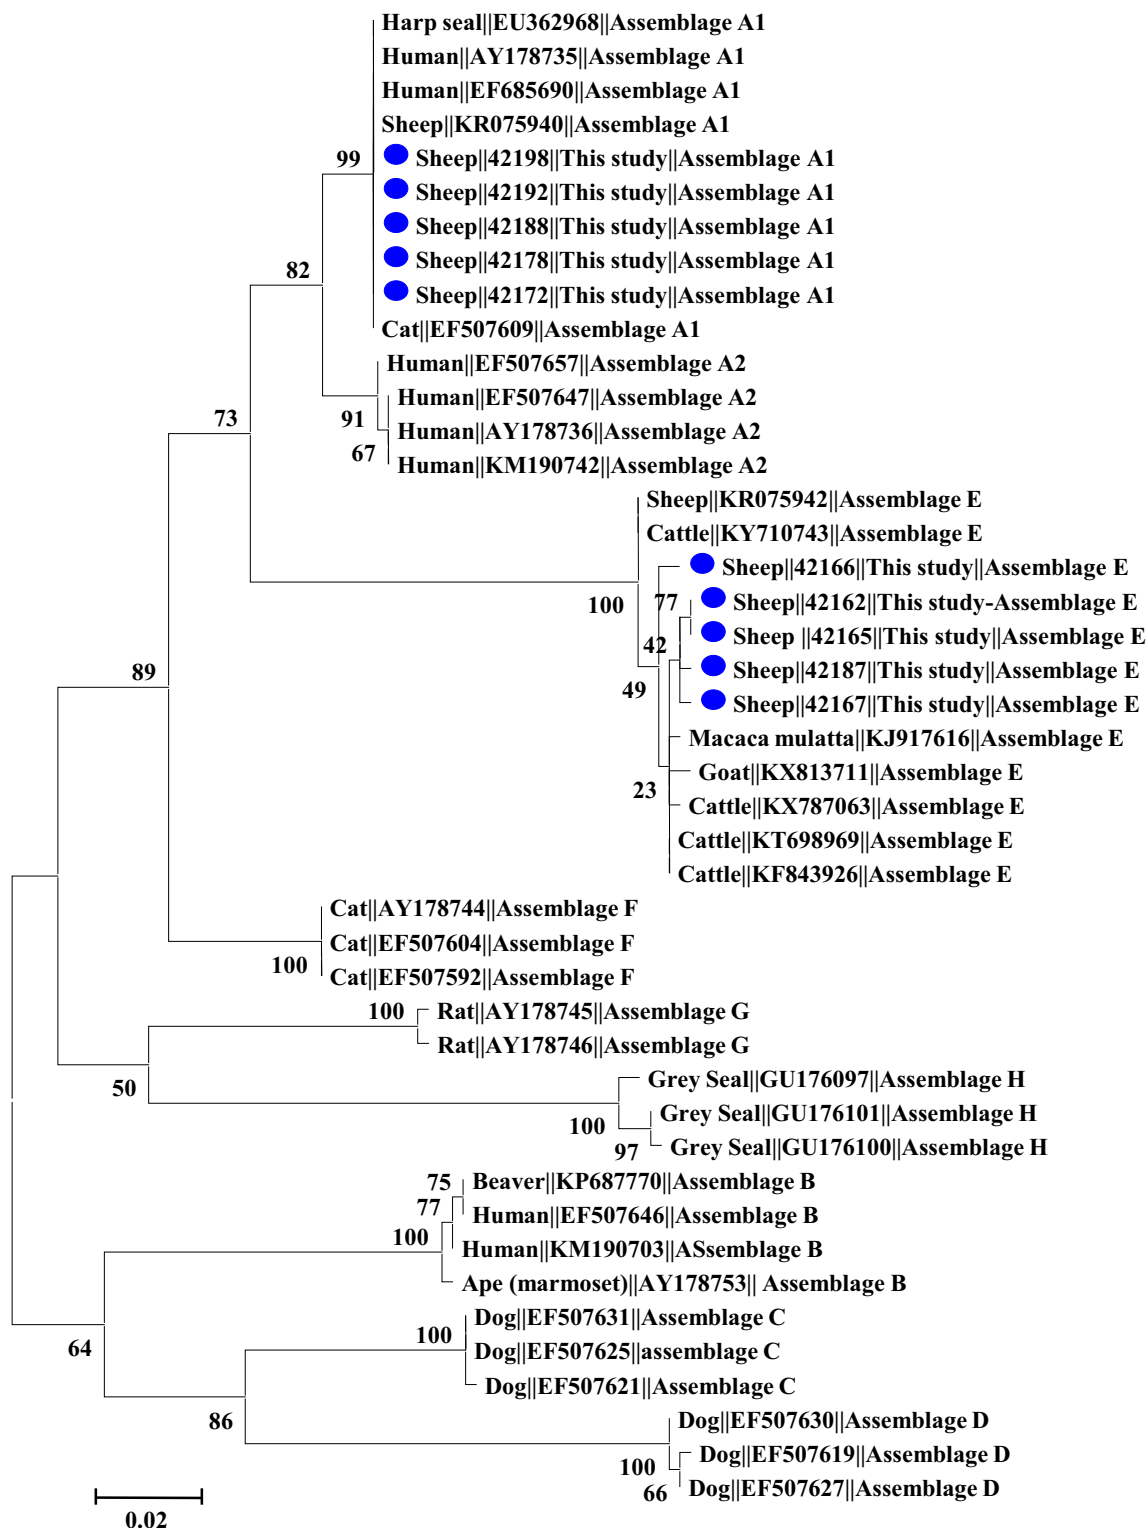 Harp seal||EU362968||Assemblage A1
Human||AY178735||Assemblage A1
Human||EF685690||Assemblage A1
Sheep||KR075940||Assemblage A1
99
Sheep||42198||This study||Assemblage A1
Sheep||42192||This study||Assemblage A1
Sheep||42188||This study||Assemblage A1
82
Sheep||42178||This study||Assemblage A1
Sheep||42172||This study||Assemblage A1
Cat||EF507609||Assemblage A1
Human||EF507657||Assemblage A2
Human||EF507647||Assemblage A2
73
91
Human||AY178736||Assemblage A2
67
Human||KM190742||Assemblage A2
Sheep||KR075942||Assemblage E
Cattle||KY710743||Assemblage E
Sheep||42166||This study||Assemblage E
100
77
Sheep||42162||This study-Assemblage E
Sheep ||42165||This study||Assemblage E
42
89
Sheep||42187||This study||Assemblage E
49
Sheep||42167||This study||Assemblage E
Macaca mulatta||KJ917616||Assemblage E
Goat||KX813711||Assemblage E
23
Cattle||KX787063||Assemblage E
Cattle||KT698969||Assemblage E
Cattle||KF843926||Assemblage E
Cat||AY178744||Assemblage F
Cat||EF507604||Assemblage F
100
Cat||EF507592||Assemblage F
100
Rat||AY178745||Assemblage G
Rat||AY178746||Assemblage G
50
Grey Seal||GU176097||Assemblage H
Grey Seal||GU176101||Assemblage H
100
97
Grey Seal||GU176100||Assemblage H
75
Beaver||KP687770||Assemblage B
77
Human||EF507646||Assemblage B
100
Human||KM190703||ASsemblage B
Ape (marmoset)||AY178753|| Assemblage B
Dog||EF507631||Assemblage C
64
100
Dog||EF507625||assemblage C
Dog||EF507621||Assemblage C
86
Dog||EF507630||Assemblage D
Dog||EF507619||Assemblage D
100
66
Dog||EF507627||Assemblage D
0.02